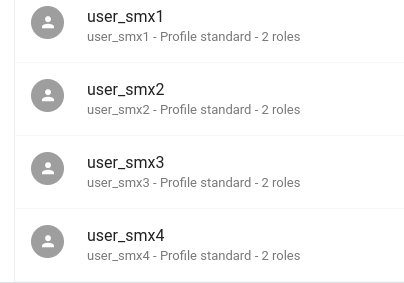 user_smx1
user_smx1 - Profile standard - 2 roles
user_smx2
user_smx2 - Profile standard - 2 roles
user_smx3
user_smx3 - Profile standard - 2 roles
user_smx4
user_smx4 - Profile standard - 2 roles